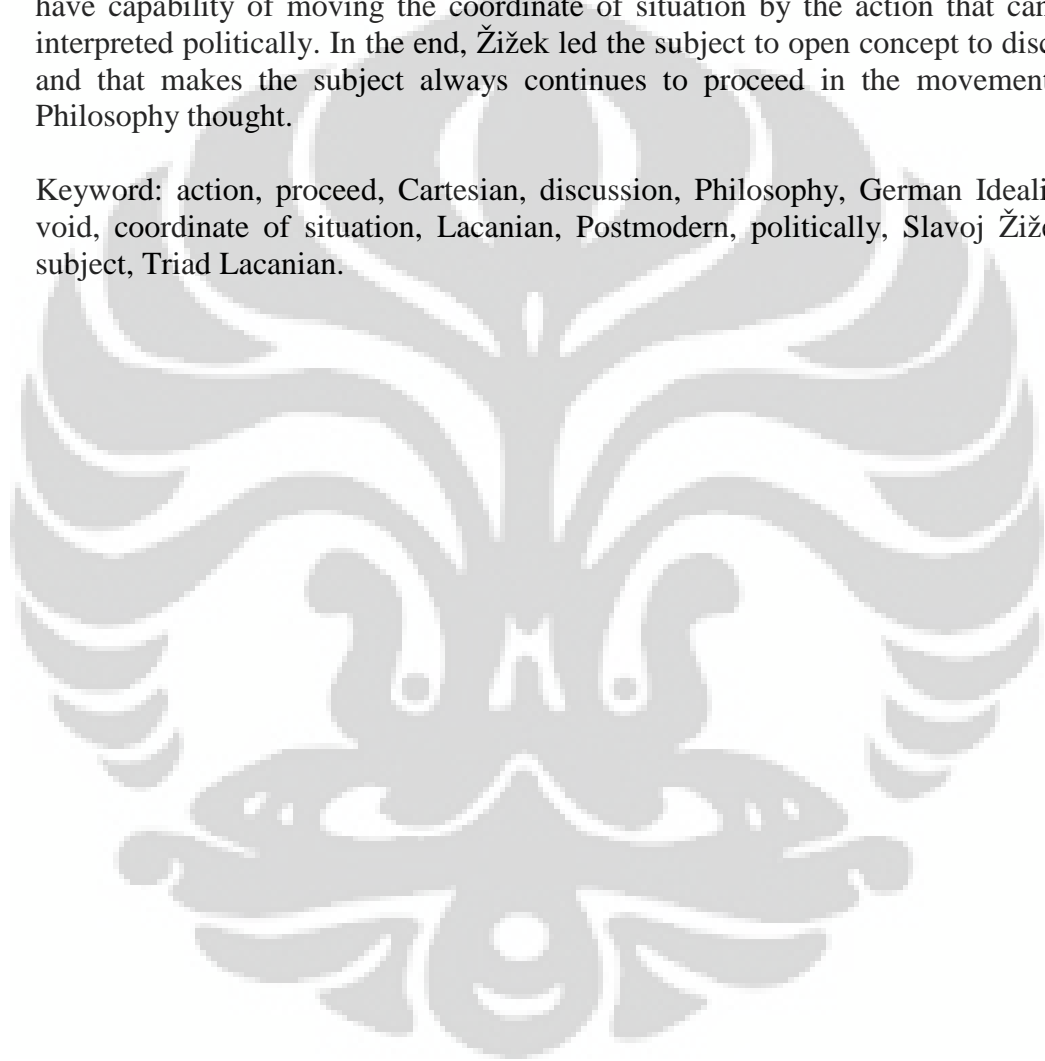 have capability of moving the coordinate of situation by the action that can
interpreted politically. In the end, Žižek led the subject to open concept to
and that makes the subject always continues to proceed in the movement
Philosophy thought.
Keyword: action, proceed, Cartesian, discussion, Philosophy, German
void, coordinate of situation, Lacanian, Postmodern, politically, Slavoj
subject, Triad Lacanian.